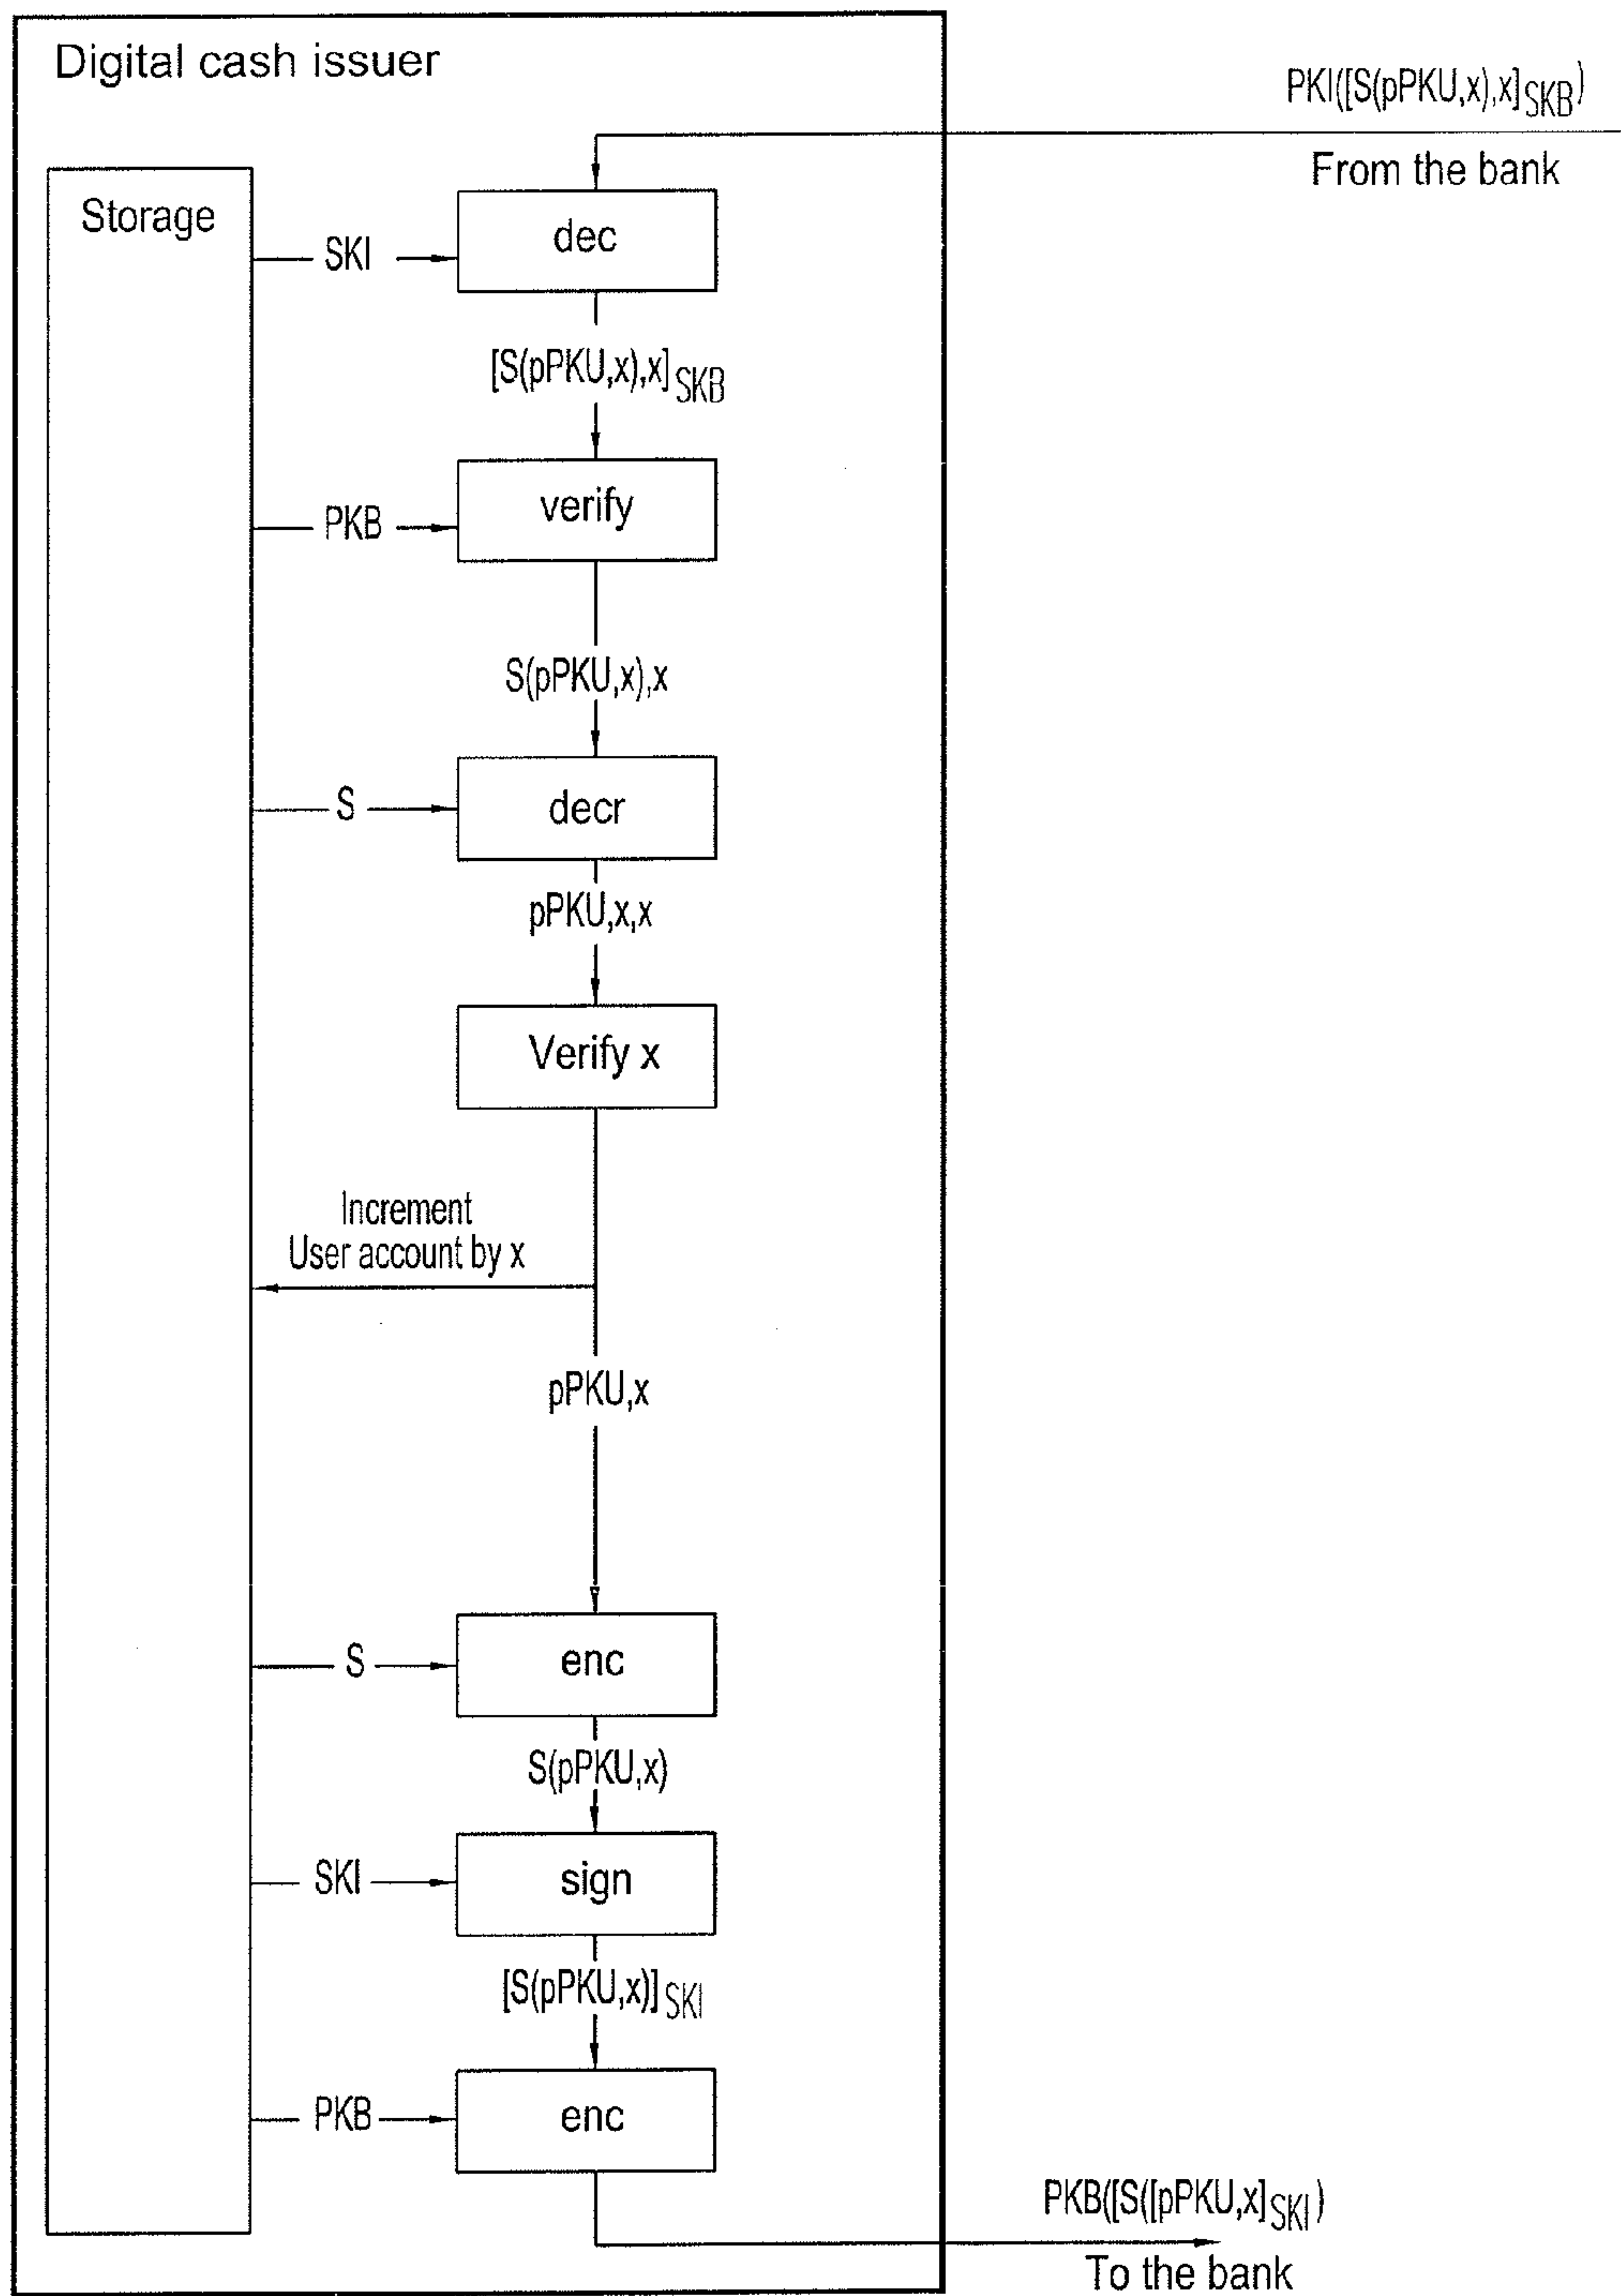 Digital cash issuer
PKI([S(pPKU,x),x]SKB)
From the bank
Storage
SKI
dec
[S(pPKU,x),x]SKB
PKB
verify
S(pPKU,x),x
S
decr
pPKU,x,x
Verify x
Increment
User account by x
pPKU,x
S
enc
S(pPKU,x)
SKI
sign
[S(pPKU,x)]SKI
PKB
enc
PKB([S([pPKU,x]SKI)
To the bank